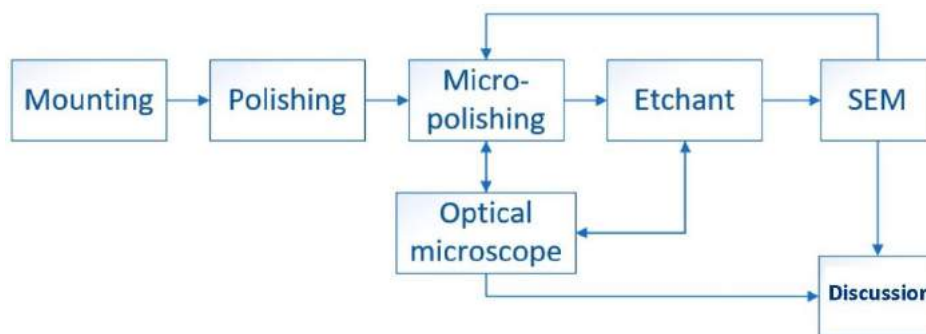 Mounting
Polishing
Micro-
polishing
Etchant
SEM
Optical
microscope
Discussion